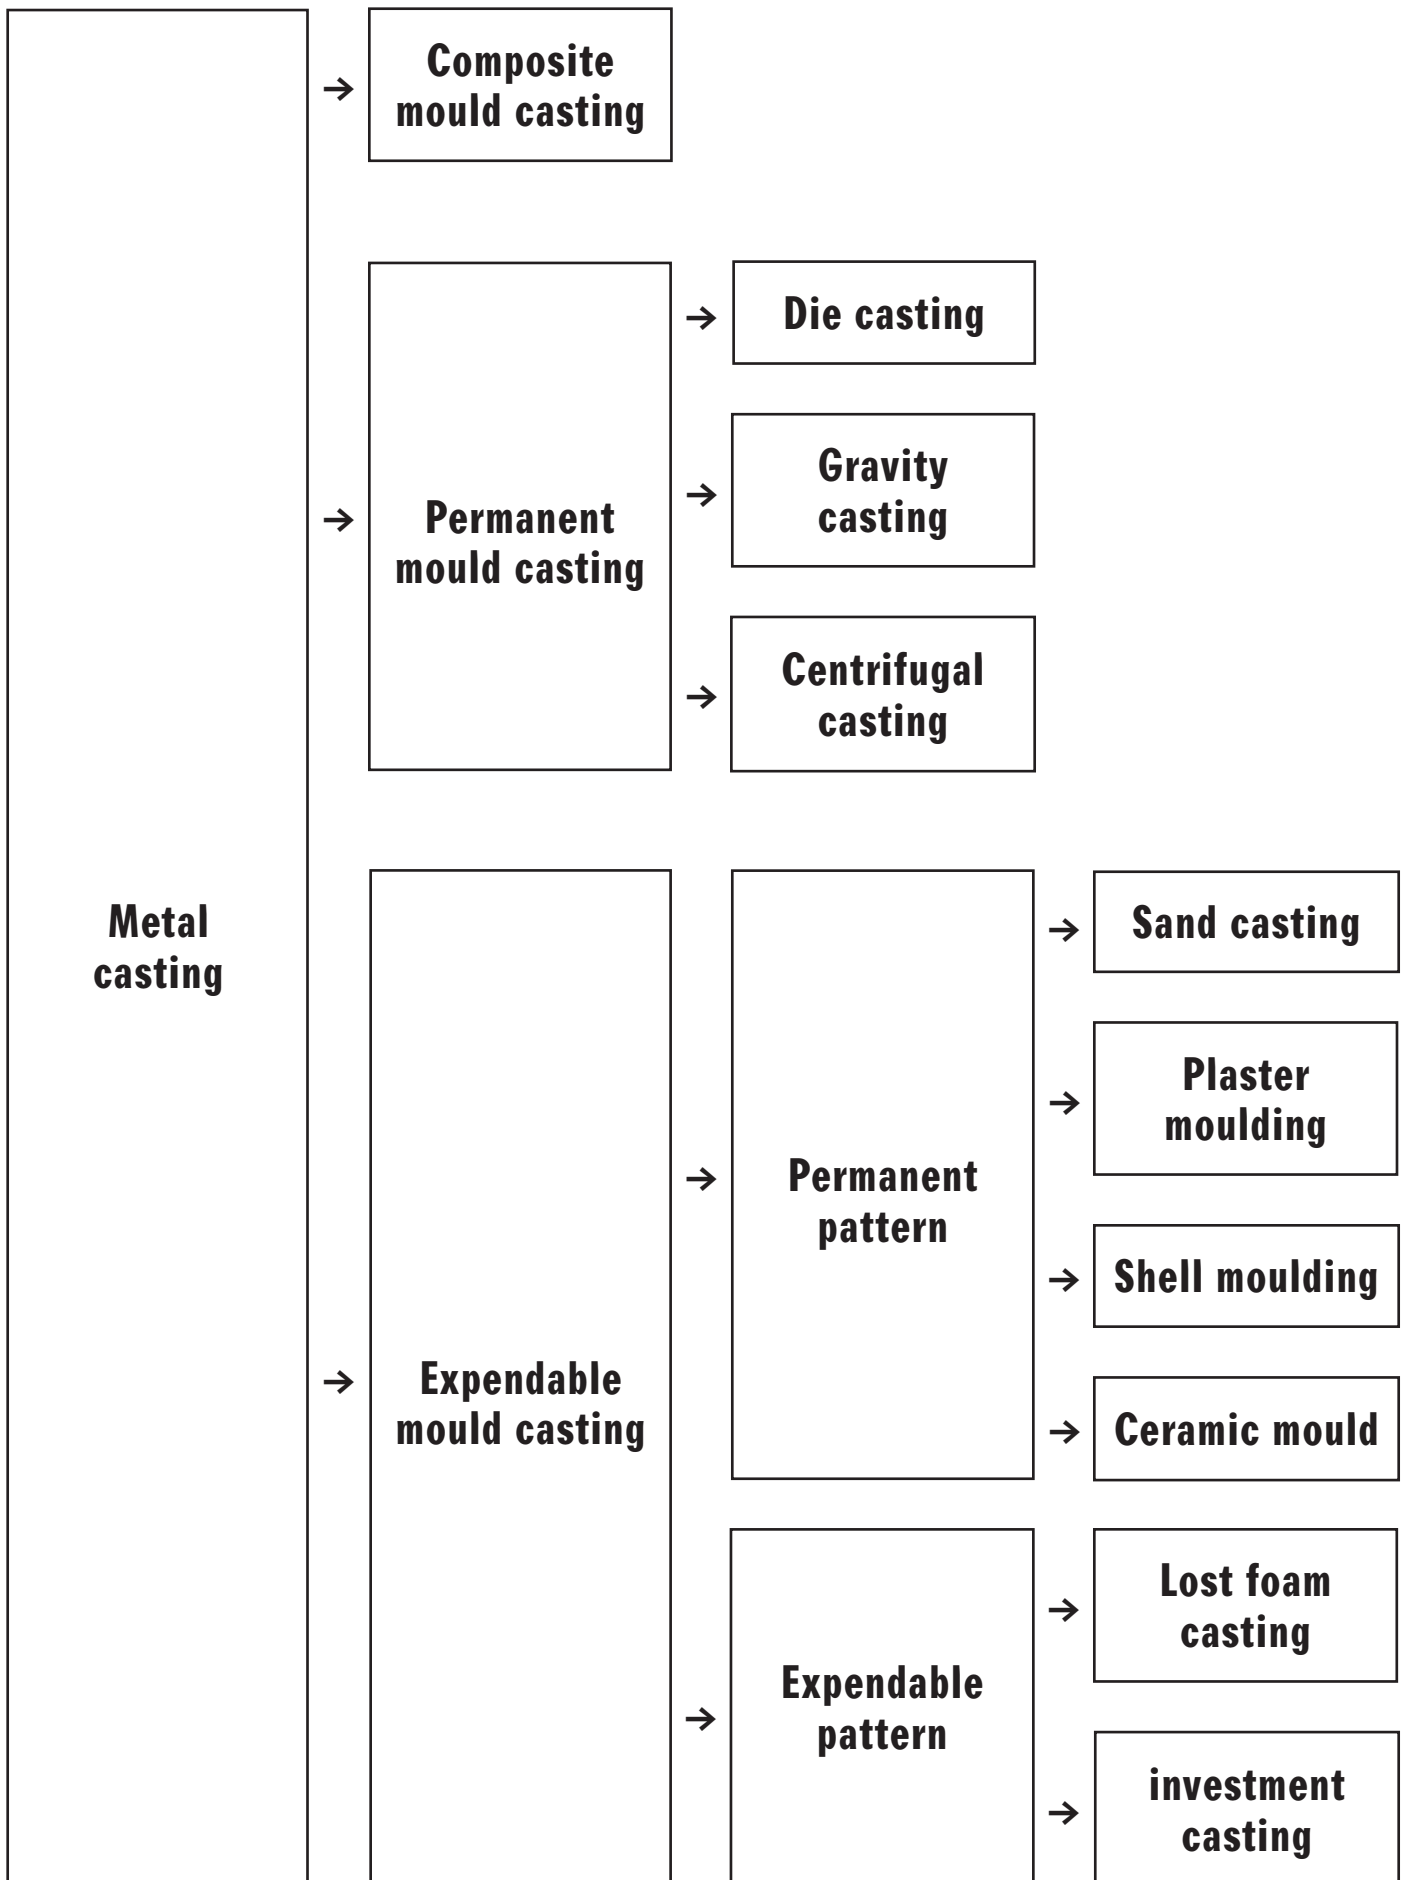 Composite
mould casting
Die casting
Gravity
casting
Permanent
mould casting
Centrifugal
casting
Metal
casting
Sand casting
Plaster
moulding
Permanent
pattern
Shell moulding
Expendable
mould casting
Ceramic mould
Lost foam
casting
Expendable
pattern
investment
casting